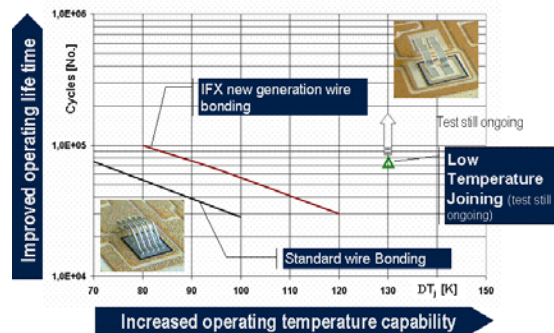 Improved operating life time
Cycles [No.]
1,0E+06
1,0E+05
1,0E+04
IFX new generation wire
bonding
Test still ongoing
Low
Temperature
Joining (test still
ongoing)
Standard wire Bonding
70
80
90
100
110
120
130
DTj [K]
150
Increased operating temperature capability